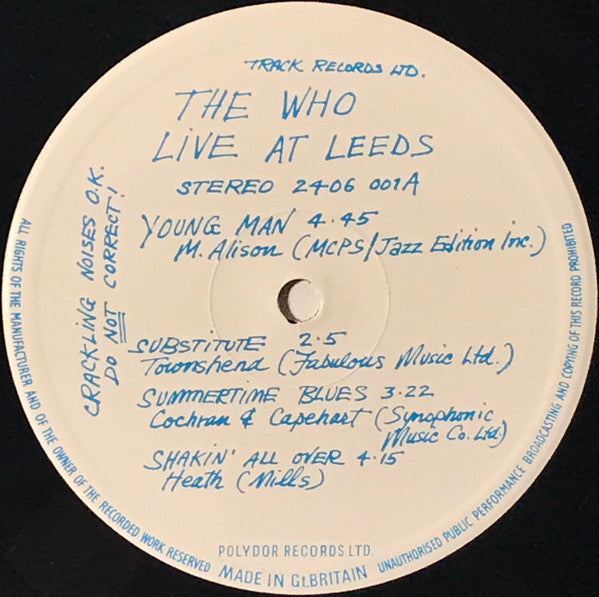 TRACK RECORDS LTD.
THE WHO
LIVE AT LEEDS
STEREO 2406 001A
CRACKLING NOISES O.K.
DO NOT CORRECT!
YOUNG MAN 4.45
M. Alison (MCPS/Jazz Edition Inc.)
SUBSTITUTE 2.5
Townshend (Fabulous Music Ltd.)
SUMMERTIME BLUES 3.22
Cochran & Capehart (Synophonic
Music Co. Ltd)
SHAKIN' ALL OVER 4.15
Heath (Mills)
POLYDOR RECORDS LTD.
ALL RIGHTS OF THE MANUFACTURER AND OF THE OWNER OF THE RECORDED WORK RESERVED
MADE IN Gt.BRITAIN
UNAUTHORISED PUBLIC PERFORMANCE BROADCASTING AND COPYING OF THIS RECORD PROHIBITED